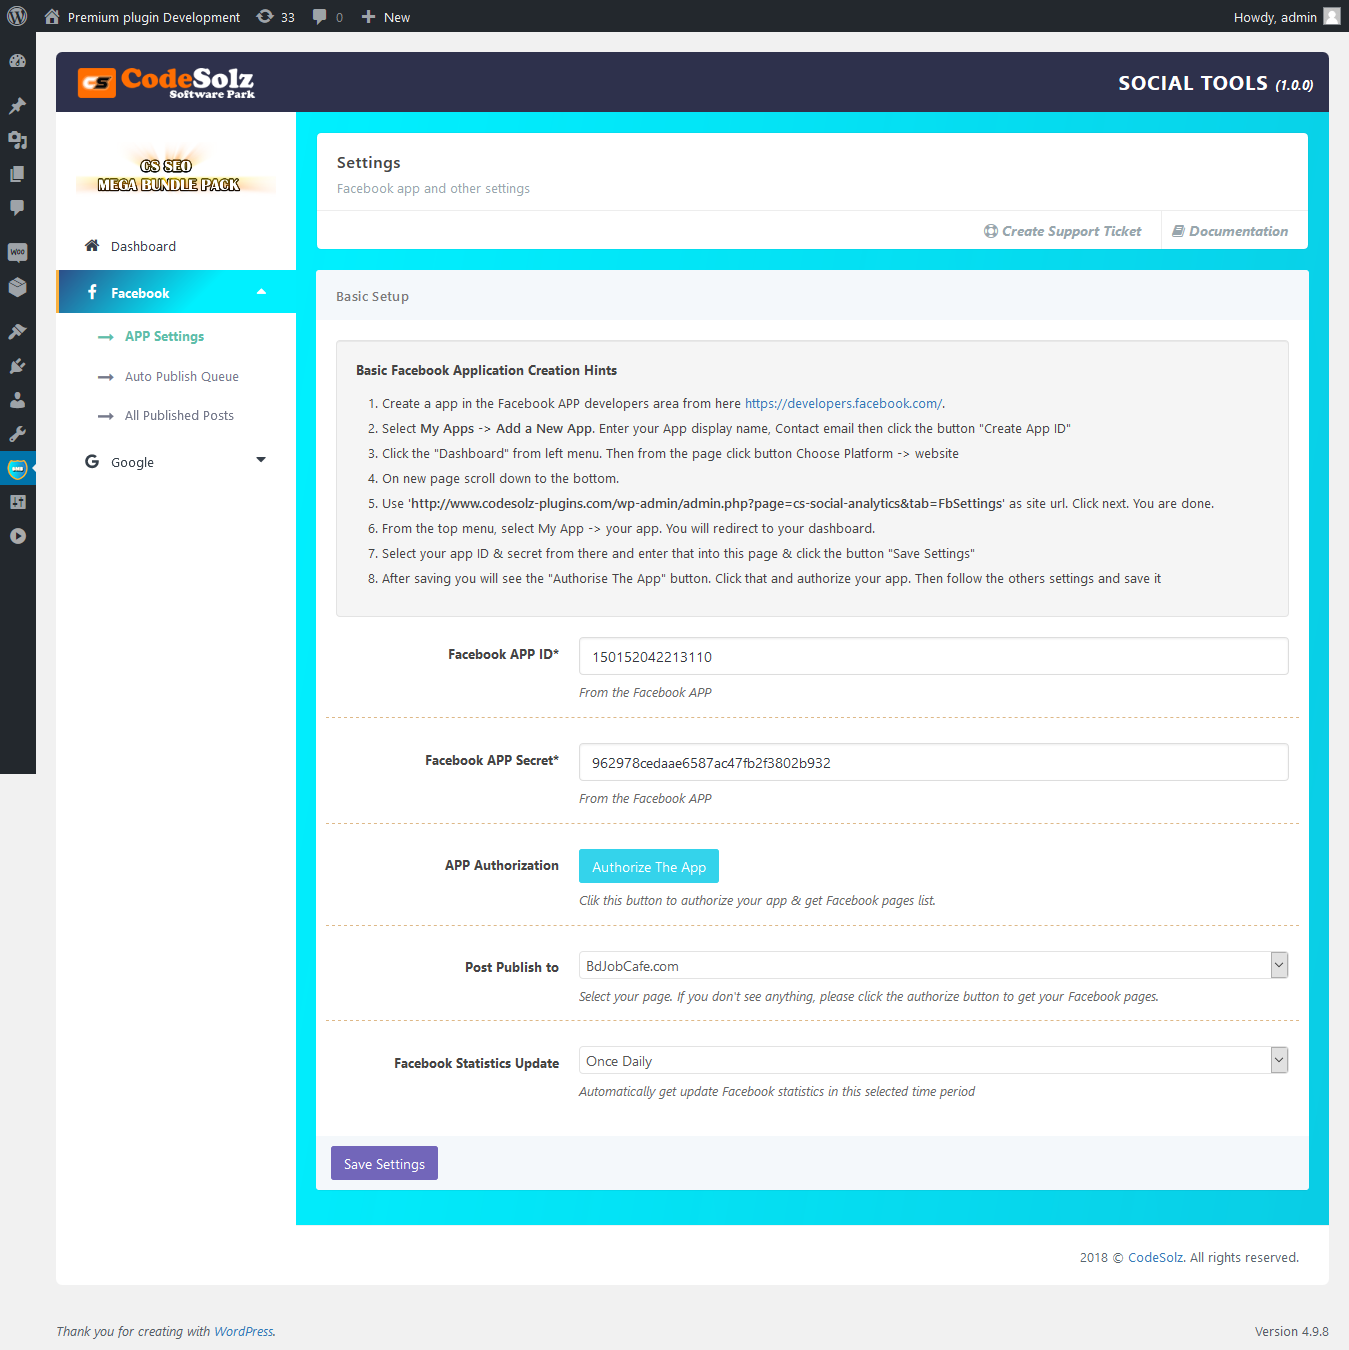 Premium plugin Development 33 0 New Howdy, admin
CS CodeSolz
Software Park
SOCIAL TOOLS (1.0.0)
CS SEO
MEGA BUNDLE PACK
Dashboard
Facebook
APP Settings
Auto Publish Queue
All Published Posts
Google
Woo
Settings
Facebook app and other settings
Create Support Ticket Documentation
Basic Setup
Basic Facebook Application Creation Hints
1. Create a app in the Facebook APP developers area from here https://developers.facebook.com/.
2. Select My Apps -> Add a New App. Enter your App display name, Contact email then click the button "Create App ID"
3. Click the "Dashboard" from left menu. Then from the page click button Choose Platform -> website
4. On new page scroll down to the bottom.
5. Use 'http://www.codesolz-plugins.com/wp-admin/admin.php?page=cs-social-analytics&tab=FbSettings' as site url. Click next. You are done.
6. From the top menu, select My App -> your app. You will redirect to your dashboard.
7. Select your app ID & secret from there and enter that into this page & click the button "Save Settings"
8. After saving you will see the "Authorise The App" button. Click that and authorize your app. Then follow the others settings and save it
Facebook APP ID* 150152042213110
From the Facebook APP
Facebook APP Secret* 962978cedaae6587ac47fb2f3802b932
From the Facebook APP
APP Authorization Authorize The App
Clik this button to authorize your app & get Facebook pages list.
Post Publish to BdJobCafe.com
Select your page. If you don't see anything, please click the authorize button to get your Facebook pages.
Facebook Statistics Update Once Daily
Automatically get update Facebook statistics in this selected time period
Save Settings
2018 © CodeSolz. All rights reserved.
Thank you for creating with WordPress. Version 4.9.8